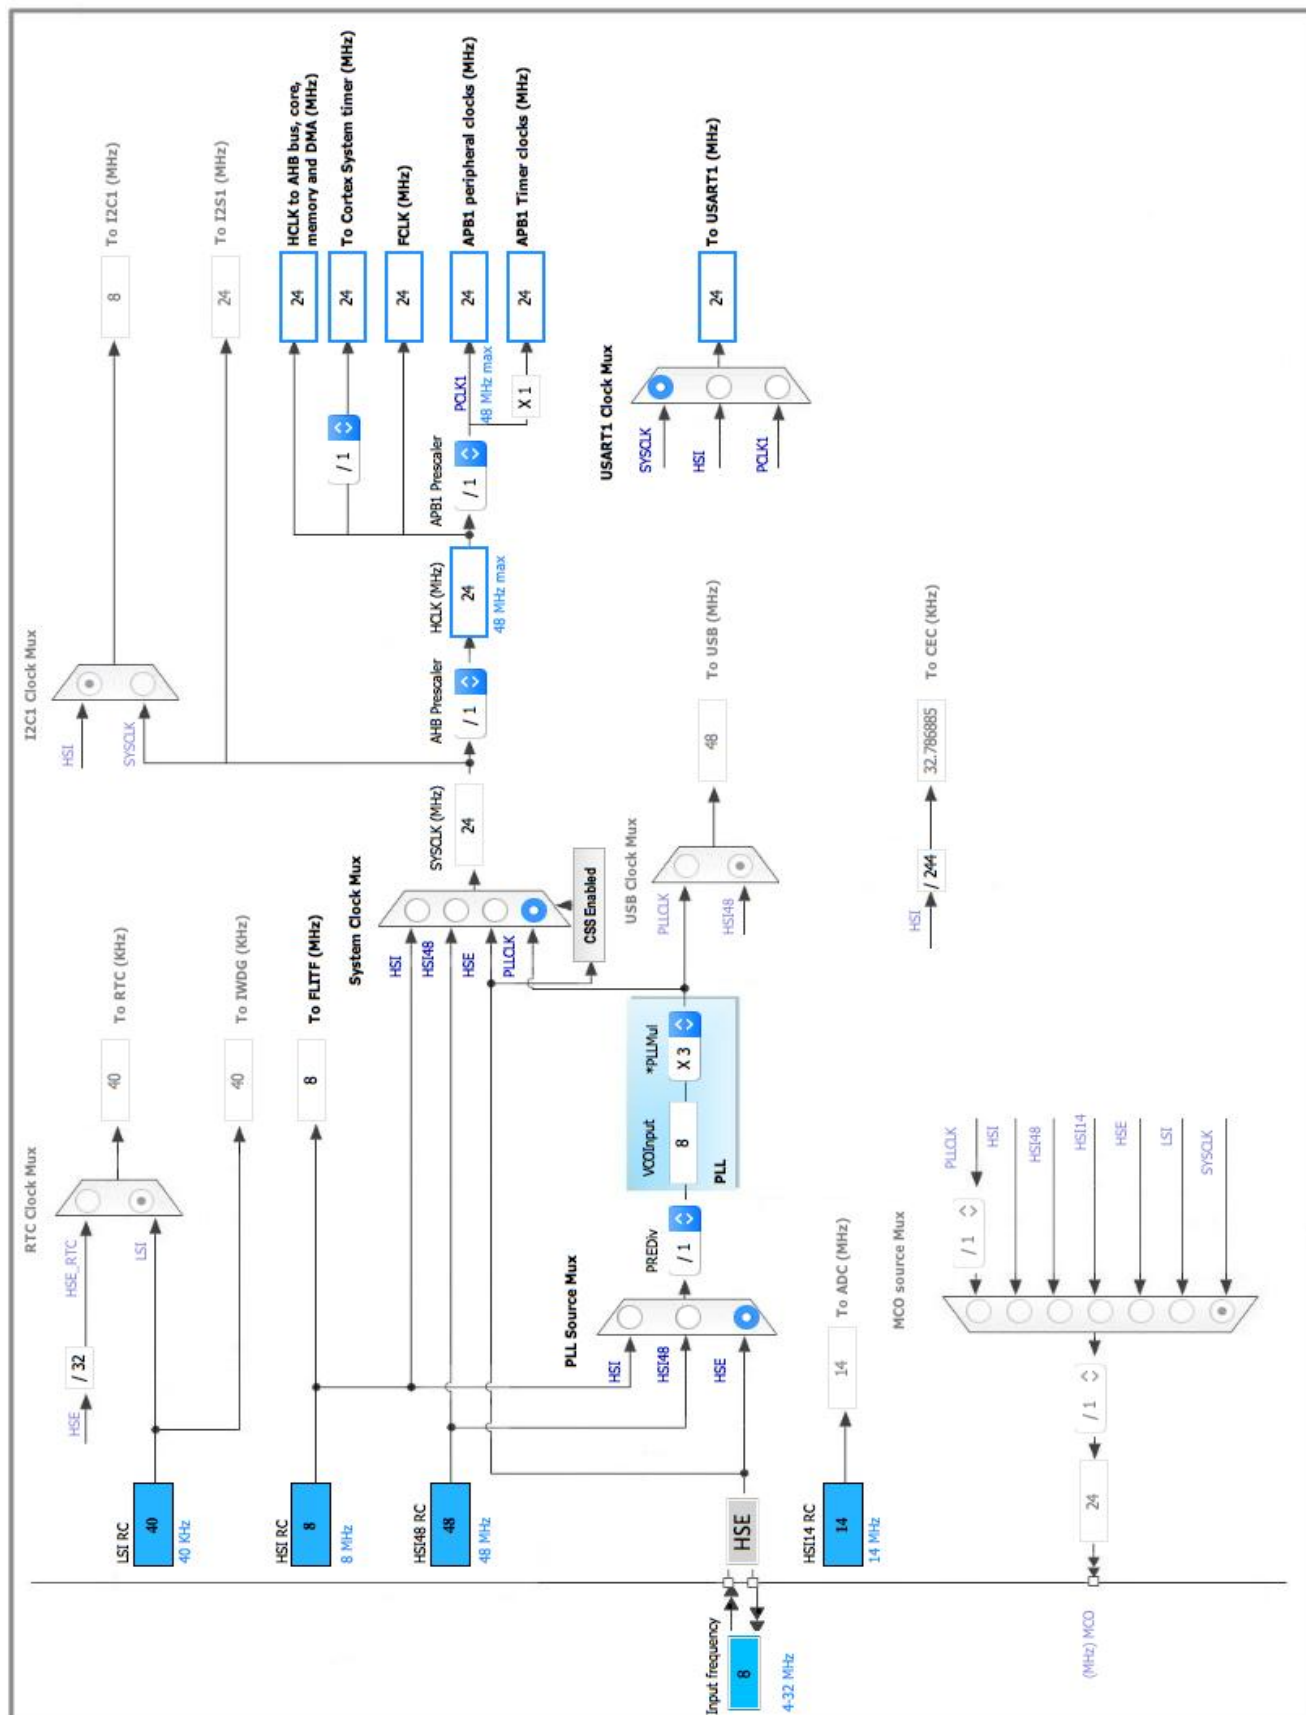 RTC Clock Mux
I2C1 Clock Mux
HSE
/ 32
HSE_RTC
HSI
40
To RTC (KHz)
8
To I2C1 (MHz)
LSI RC
40
40 KHz
LSI
SYSCLK
24
To I2S1 (MHz)
40
To IWDG (KHz)
HSI RC
8
8 MHz
8
To FLITF (MHz)
24
HCLK to AHB bus, core,
memory and DMA (MHz)
/ 1
24
To Cortex System timer (MHz)
System Clock Mux
HSI
24
FCLK (MHz)
HSI48 RC
48
48 MHz
HSI48
HSE
PLLCLK
SYSCLK (MHz)
24
AHB Prescaler
/ 1
HCLK (MHz)
24
48 MHz max
APB1 Prescaler
/ 1
PCLK1
48 MHz max
24
APB1 peripheral clocks (MHz)
X 1
24
APB1 Timer clocks (MHz)
CSS Enabled
PLL Source Mux
HSI
HSI48
HSE
PREDiv
/ 1
VCOInput
8
*PLLMul
X 3
PLL
USB Clock Mux
PLLCLK
HSI48
48
To USB (MHz)
USART1 Clock Mux
SYSCLK
HSI
PCLK1
24
To USART1 (MHz)
Input frequency
8
4-32 MHz
HSE
HSI14 RC
14
14 MHz
14
To ADC (MHz)
HSI
/ 244
32.786885
To CEC (KHz)
MCO source Mux
(MHz) MCO
24
/ 1
/ 1
PLLCLK
HSI
HSI48
HSI14
HSE
LSI
SYSCLK